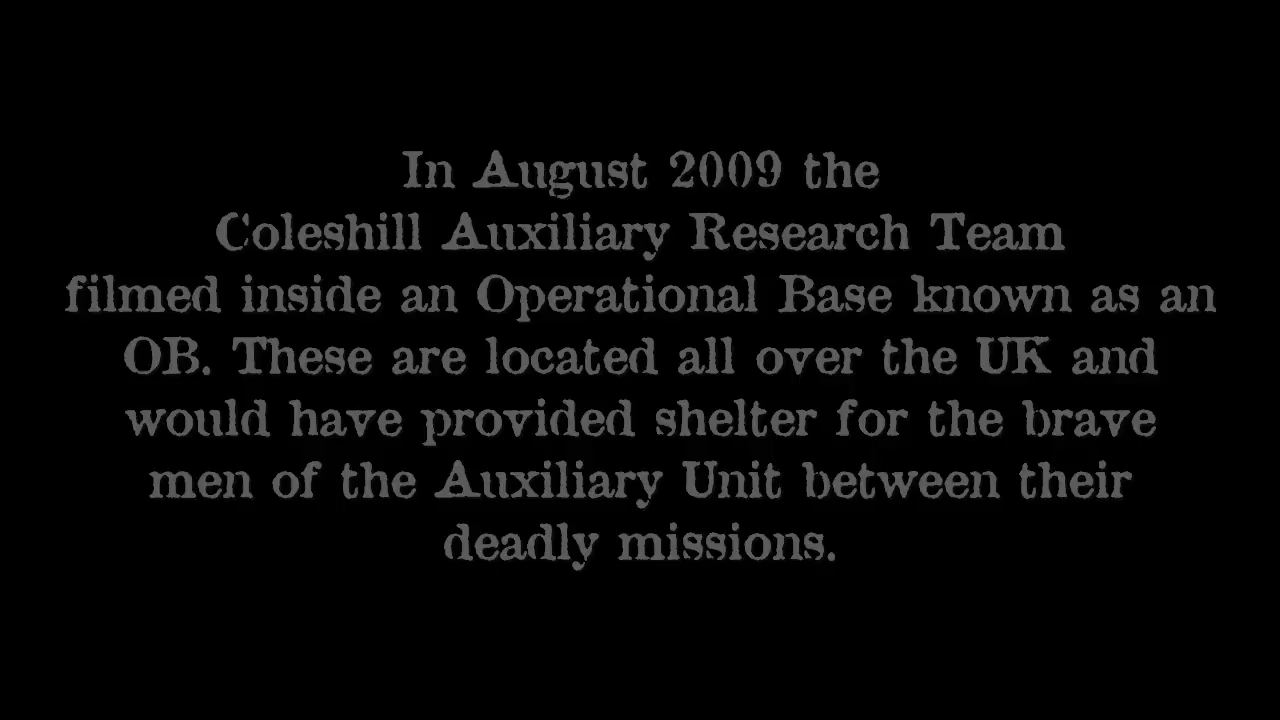 In August 2009 the
Coleshill Auxiliary Research Team
filmed inside an Operational Base known as an
OB. These are located all over the UK and
would have provided shelter for the brave
men of the Auxiliary Unit between their
deadly missions.